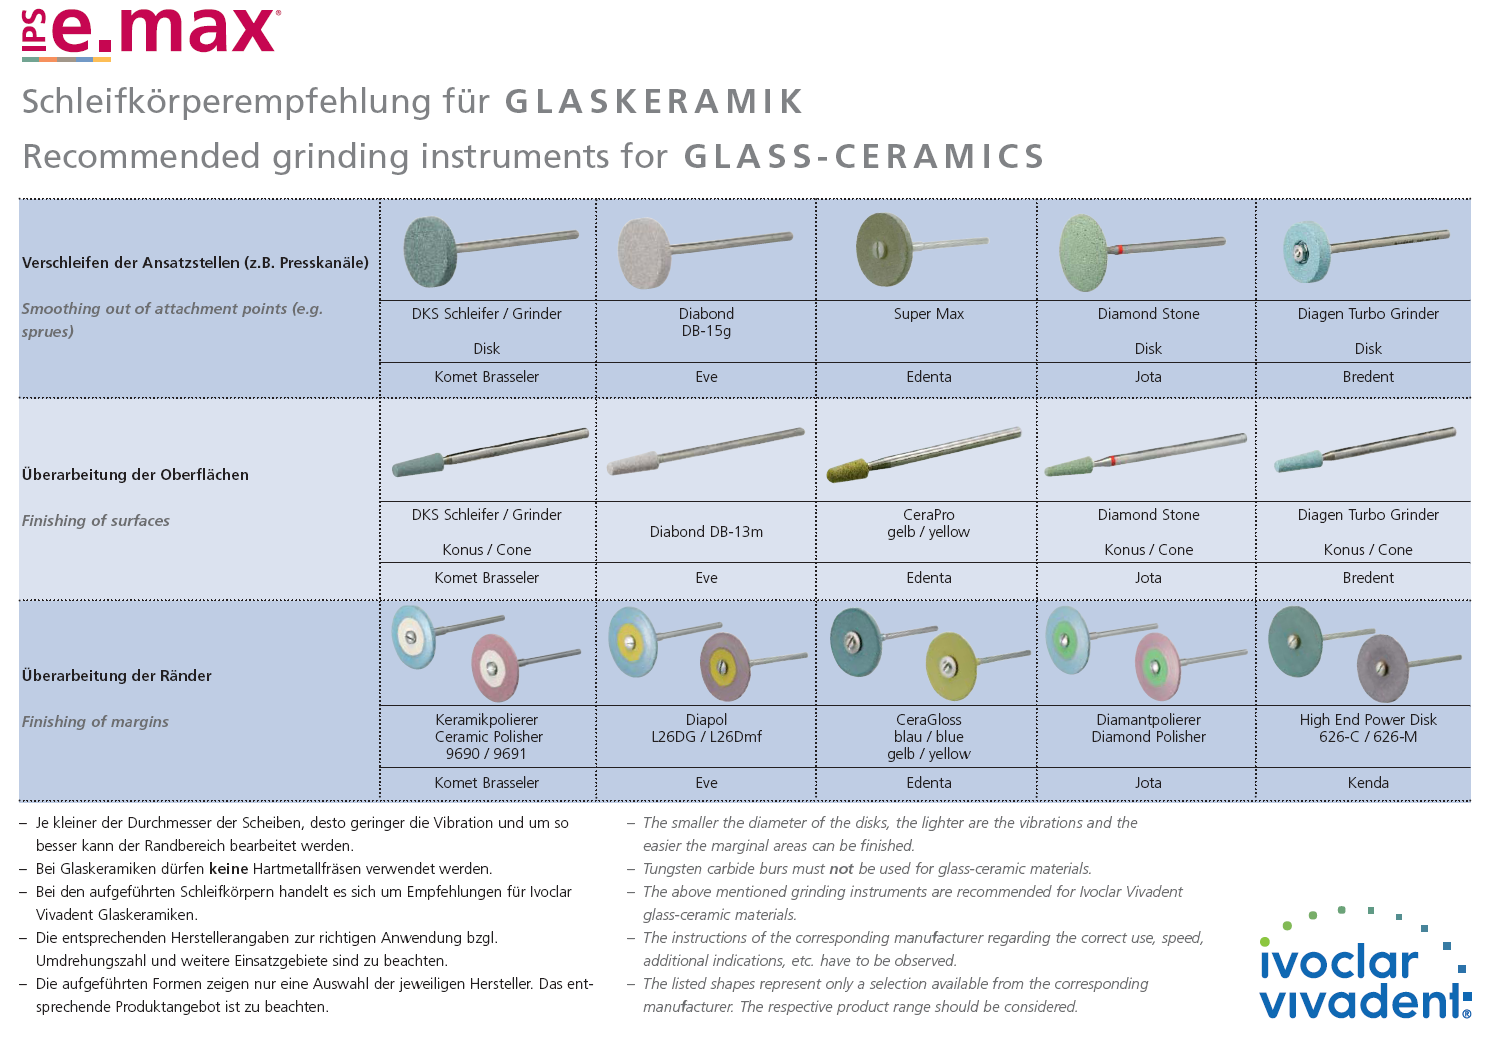 IPS e.max®
Schleifkörperempfehlung für GLASKERAMIK
Recommended grinding instruments for GLASS-CERAMICS
Verschleifen der Ansatzstellen (z.B. Presskanäle)
Smoothing out of attachment points (e.g.
sprues)
DKS Schleifer / Grinder
Disk
Komet Brasseler
Diabond
DB-15g
Eve
Super Max
Edenta
Diamond Stone
Disk
Jota
Diagen Turbo Grinder
Disk
Bredent
Überarbeitung der Oberflächen
Finishing of surfaces
DKS Schleifer / Grinder
Konus / Cone
Komet Brasseler
Diabond DB-13m
Eve
CeraPro
gelb / yellow
Edenta
Diamond Stone
Konus / Cone
Jota
Diagen Turbo Grinder
Konus / Cone
Bredent
Überarbeitung der Ränder
Finishing of margins
Keramikpolierer
Ceramic Polisher
9690 / 9691
Komet Brasseler
Diapol
L26DG / L26Dmf
Eve
CeraGloss
blau / blue
gelb / yellow
Edenta
Diamantpolierer
Diamond Polisher
Jota
High End Power Disk
626-C / 626-M
Kenda
– Je kleiner der Durchmesser der Scheiben, desto geringer die Vibration und um so
besser kann der Randbereich bearbeitet werden.
– Bei Glaskeramiken dürfen keine Hartmetallfräsen verwendet werden.
– Bei den aufgeführten Schleifkörpern handelt es sich um Empfehlungen für Ivoclar
Vivadent Glaskeramiken.
– Die entsprechenden Herstellerangaben zur richtigen Anwendung bzgl.
Umdrehungszahl und weitere Einsatzgebiete sind zu beachten.
– Die aufgeführten Formen zeigen nur eine Auswahl der jeweiligen Hersteller. Das ent-
sprechende Produktangebot ist zu beachten.
– The smaller the diameter of the disks, the lighter are the vibrations and the
easier the marginal areas can be finished.
– Tungsten carbide burs must not be used for glass-ceramic materials.
– The above mentioned grinding instruments are recommended for Ivoclar Vivadent
glass-ceramic materials.
– The instructions of the corresponding manufacturer regarding the correct use, speed,
additional indications, etc. have to be observed.
– The listed shapes represent only a selection available from the corresponding
manufacturer. The respective product range should be considered.
ivoclar
vivadent®